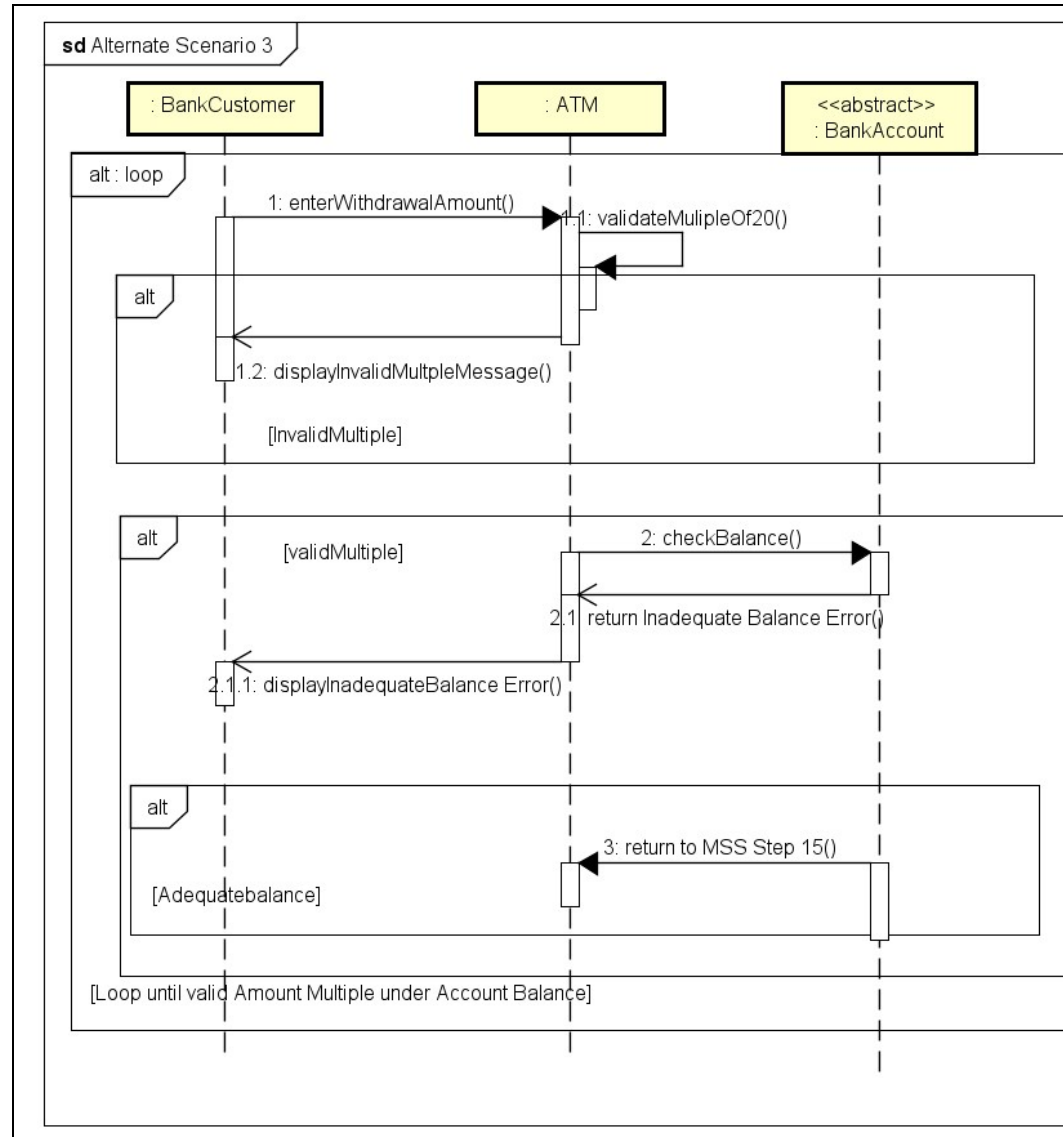 sd Alternate Scenario 3
: BankCustomer
: ATM
<<abstract>>
: BankAccount
alt : loop
1: enterWithdrawalAmount()
1.1: validateMulipleOf20()
alt
1.2: displayInvalidMultpleMessage()
[InvalidMultiple]
alt
[validMultiple]
2: checkBalance()
2.1: return Inadequate Balance Error()
2.1.1: displayInadequateBalance Error()
alt
3: return to MSS Step 15()
[Adequatebalance]
[Loop until valid Amount Multiple under Account Balance]